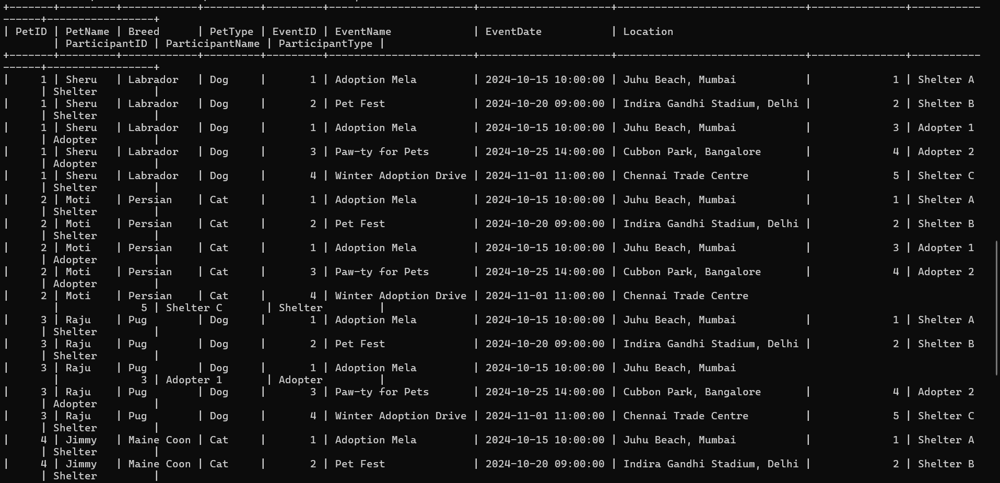 +-------+---------+------------+---------+---------+-----------------------+---------------------+------------------------------+---------------+-----------
------+-----------------+
| PetID | PetName | Breed      | PetType | EventID | EventName             | EventDate           | Location
        | ParticipantID | ParticipantName | ParticipantType |
+-------+---------+------------+---------+---------+-----------------------+---------------------+------------------------------+---------------+-----------
------+-----------------+
|     1 | Sheru   | Labrador   | Dog     |       1 | Adoption Mela         | 2024-10-15 10:00:00 | Juhu Beach, Mumbai           |             1 | Shelter A
      | Shelter         |
|     1 | Sheru   | Labrador   | Dog     |       2 | Pet Fest              | 2024-10-20 09:00:00 | Indira Gandhi Stadium, Delhi |             2 | Shelter B
      | Shelter         |
|     1 | Sheru   | Labrador   | Dog     |       1 | Adoption Mela         | 2024-10-15 10:00:00 | Juhu Beach, Mumbai           |             3 | Adopter 1
      | Adopter         |
|     1 | Sheru   | Labrador   | Dog     |       3 | Paw-ty for Pets       | 2024-10-25 14:00:00 | Cubbon Park, Bangalore       |             4 | Adopter 2
      | Adopter         |
|     1 | Sheru   | Labrador   | Dog     |       4 | Winter Adoption Drive | 2024-11-01 11:00:00 | Chennai Trade Centre         |             5 | Shelter C
      | Shelter         |
|     2 | Moti    | Persian    | Cat     |       1 | Adoption Mela         | 2024-10-15 10:00:00 | Juhu Beach, Mumbai           |             1 | Shelter A
      | Shelter         |
|     2 | Moti    | Persian    | Cat     |       2 | Pet Fest              | 2024-10-20 09:00:00 | Indira Gandhi Stadium, Delhi |             2 | Shelter B
      | Shelter         |
|     2 | Moti    | Persian    | Cat     |       1 | Adoption Mela         | 2024-10-15 10:00:00 | Juhu Beach, Mumbai           |             3 | Adopter 1
      | Adopter         |
|     2 | Moti    | Persian    | Cat     |       3 | Paw-ty for Pets       | 2024-10-25 14:00:00 | Cubbon Park, Bangalore       |             4 | Adopter 2
      | Adopter         |
|     2 | Moti    | Persian    | Cat     |       4 | Winter Adoption Drive | 2024-11-01 11:00:00 | Chennai Trade Centre
        |             5 | Shelter C       | Shelter         |
|     3 | Raju    | Pug        | Dog     |       1 | Adoption Mela         | 2024-10-15 10:00:00 | Juhu Beach, Mumbai           |             1 | Shelter A
      | Shelter         |
|     3 | Raju    | Pug        | Dog     |       2 | Pet Fest              | 2024-10-20 09:00:00 | Indira Gandhi Stadium, Delhi |             2 | Shelter B
      | Shelter         |
|     3 | Raju    | Pug        | Dog     |       1 | Adoption Mela         | 2024-10-15 10:00:00 | Juhu Beach, Mumbai
        |             3 | Adopter 1       | Adopter         |
|     3 | Raju    | Pug        | Dog     |       3 | Paw-ty for Pets       | 2024-10-25 14:00:00 | Cubbon Park, Bangalore       |             4 | Adopter 2
      | Adopter         |
|     3 | Raju    | Pug        | Dog     |       4 | Winter Adoption Drive | 2024-11-01 11:00:00 | Chennai Trade Centre         |             5 | Shelter C
      | Shelter         |
|     4 | Jimmy   | Maine Coon | Cat     |       1 | Adoption Mela         | 2024-10-15 10:00:00 | Juhu Beach, Mumbai           |             1 | Shelter A
      | Shelter         |
|     4 | Jimmy   | Maine Coon | Cat     |       2 | Pet Fest              | 2024-10-20 09:00:00 | Indira Gandhi Stadium, Delhi |             2 | Shelter B
      | Shelter         |